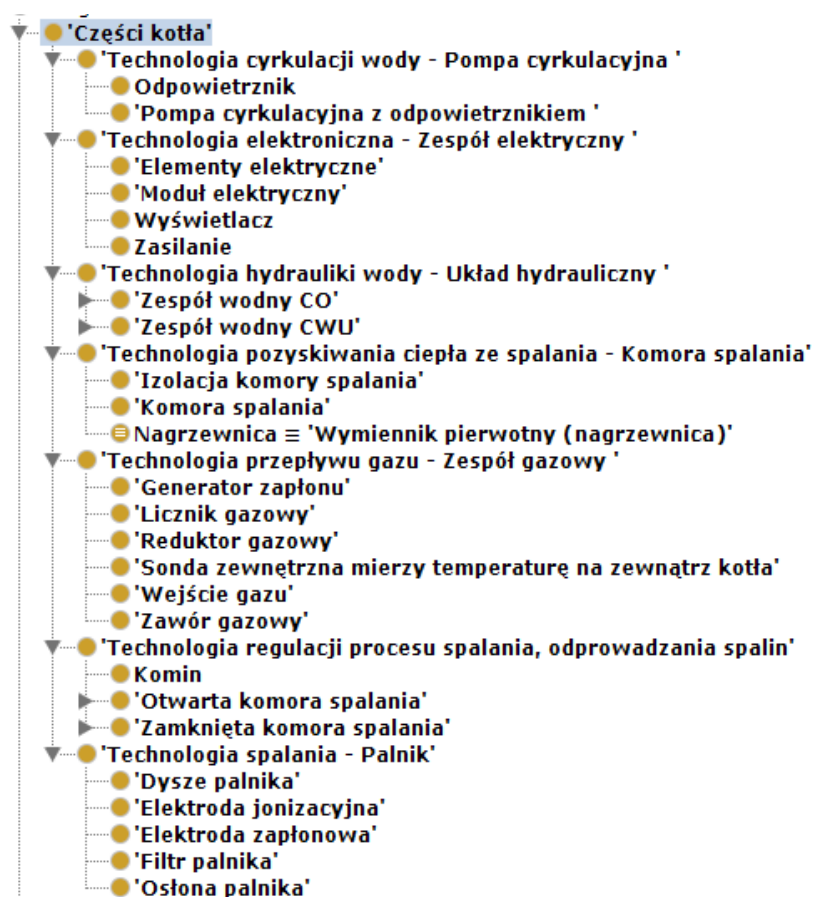 'Części kotła'
'Technologia cyrkulacji wody - Pompa cyrkulacyjna '
Odpowietrznik
'Pompa cyrkulacyjna z odpowietrznikiem '
'Technologia elektroniczna - Zespół elektryczny '
'Elementy elektryczne'
'Moduł elektryczny'
Wyświetlacz
Zasilanie
'Technologia hydrauliki wody - Układ hydrauliczny '
'Zespół wodny CO'
'Zespół wodny CWU'
'Technologia pozyskiwania ciepła ze spalania - Komora spalania'
'Izolacja komory spalania'
'Komora spalania'
Nagrzewnica ≡ 'Wymiennik pierwotny (nagrzewnica)'
'Technologia przepływu gazu - Zespół gazowy '
'Generator zapłonu'
'Licznik gazowy'
'Reduktor gazowy'
'Sonda zewnętrzna mierzy temperaturę na zewnątrz kotła'
'Wejście gazu'
'Zawór gazowy'
'Technologia regulacji procesu spalania, odprowadzania spalin'
Komin
'Otwarta komora spalania'
'Zamknięta komora spalania'
'Technologia spalania - Palnik'
'Dysze palnika'
'Elektroda jonizacyjna'
'Elektroda zapłonowa'
'Filtr palnika'
'Osłona palnika'